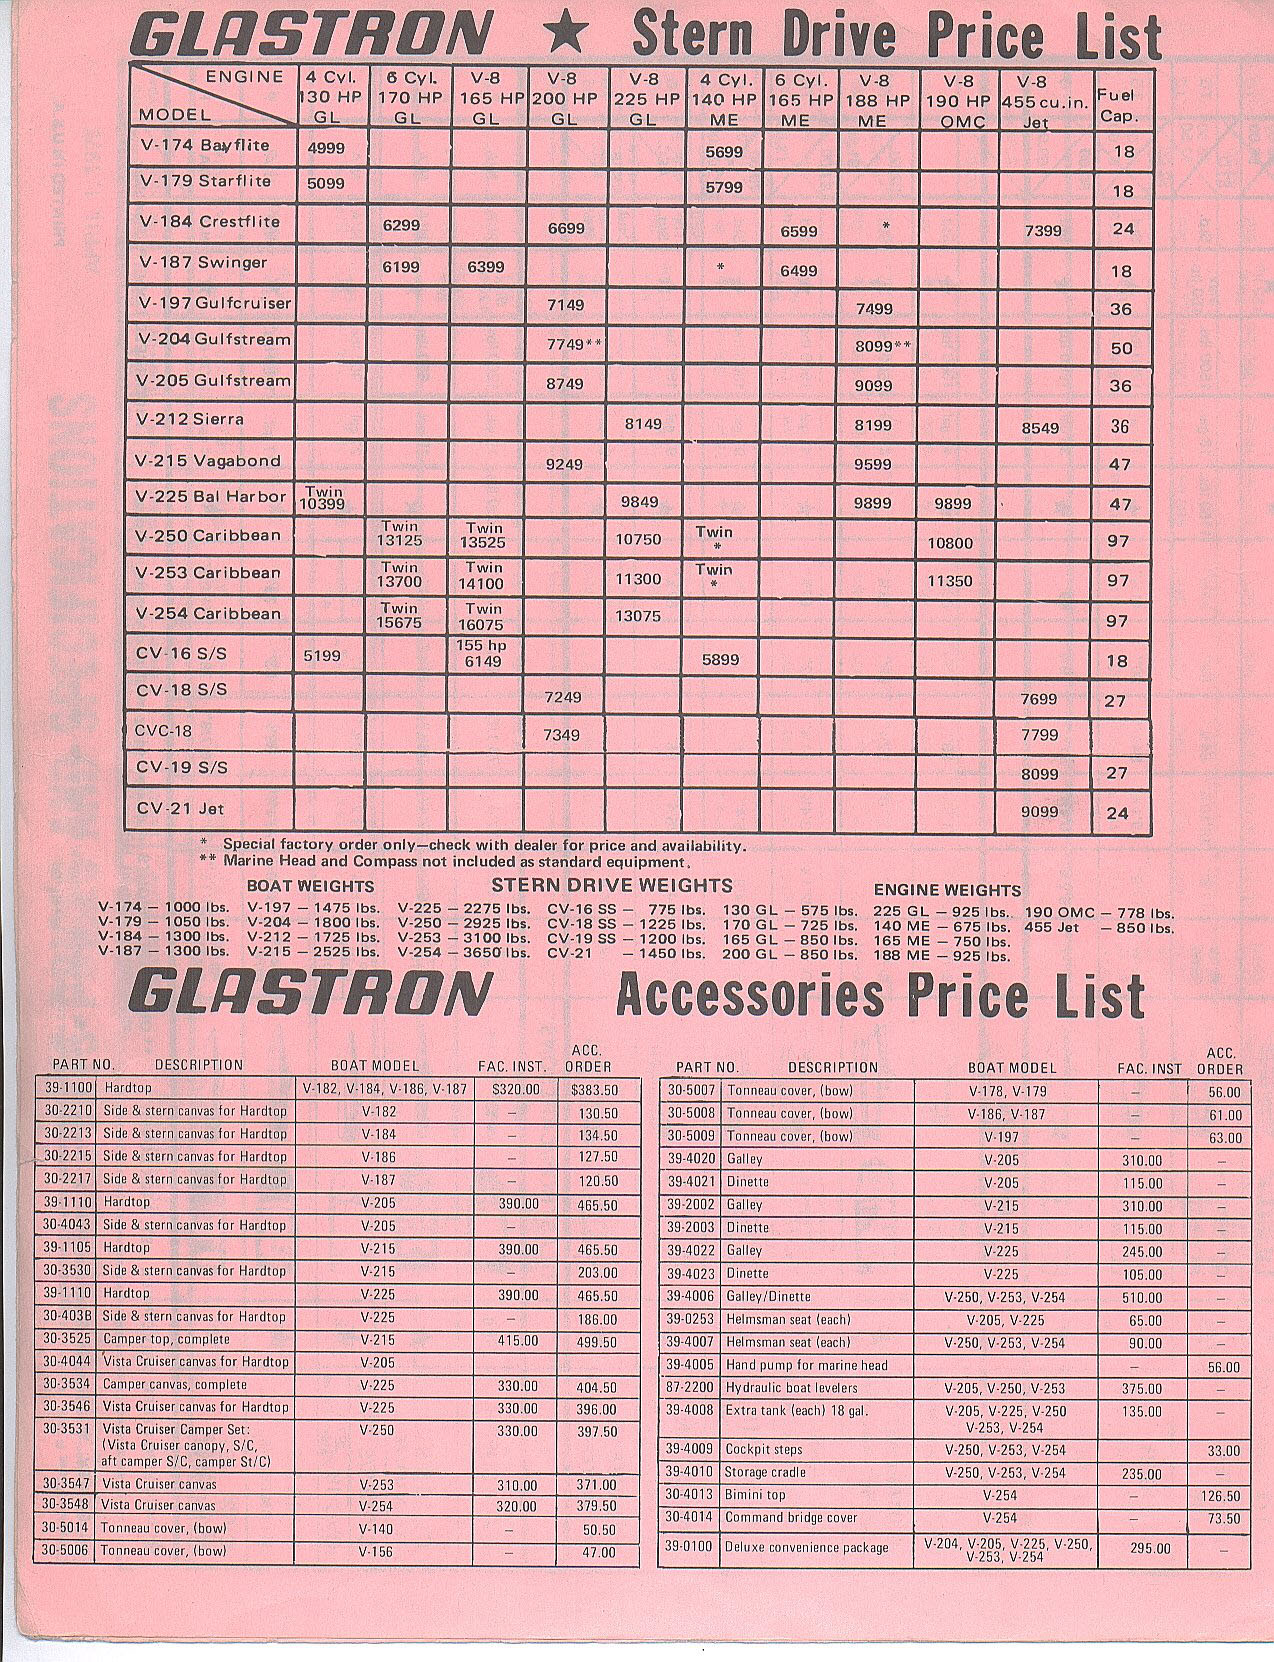 GLASTRON ★ Stern Drive Price List
ENGINE MODEL | 4 Cyl. 130 HP GL | 6 Cyl. 170 HP GL | V-8 165 HP GL | V-8 200 HP GL | V-8 225 HP GL | 4 Cyl. 140 HP ME | 6 Cyl. 165 HP ME | V-8 188 HP ME | V-8 190 HP OMC | V-8 455 cu.in. Jet | Fuel Cap.
V-174 Bayflite 4999 5699 18
V-179 Starflite 5099 5799 18
V-184 Crestflite 6299 6699 6599 * 7399 24
V-187 Swinger 6199 6399 * 6499 18
V-197 Gulfcruiser 7149 7499 36
V-204 Gulfstream 7749** 8099** 50
V-205 Gulfstream 8749 9099 36
V-212 Sierra 8149 8199 8549 36
V-215 Vagabond 9249 9599 47
V-225 Bal Harbor Twin 10399 9849 9899 9899 47
V-250 Caribbean Twin 13125 Twin 13525 10750 Twin * 10800 97
V-253 Caribbean Twin 13700 Twin 14100 11300 Twin * 11350 97
V-254 Caribbean Twin 15675 Twin 16075 13075 97
CV-16 S/S 5199 155 hp 6149 5899 18
CV-18 S/S 7249 7699 27
CVC-18 7349 7799
CV-19 S/S 8099 27
CV-21 Jet 9099 24
* Special factory order only—check with dealer for price and availability.
** Marine Head and Compass not included as standard equipment.
BOAT WEIGHTS STERN DRIVE WEIGHTS ENGINE WEIGHTS
V-174 — 1000 lbs. V-197 — 1475 lbs. V-225 — 2275 lbs. CV-16 SS — 775 lbs. 130 GL — 575 lbs. 225 GL — 925 lbs. 190 OMC — 778 lbs.
V-179 — 1050 lbs. V-204 — 1800 lbs. V-250 — 2925 lbs. CV-18 SS — 1225 lbs. 170 GL — 725 lbs. 140 ME — 675 lbs. 455 Jet — 850 lbs.
V-184 — 1300 lbs. V-212 — 1725 lbs. V-253 — 3100 lbs. CV-19 SS — 1200 lbs. 165 GL — 850 lbs. 165 ME — 750 lbs.
V-187 — 1300 lbs. V-215 — 2525 lbs. V-254 — 3650 lbs. CV-21 — 1450 lbs. 200 GL — 850 lbs. 188 ME — 925 lbs.
GLASTRON Accessories Price List
PART NO. DESCRIPTION BOAT MODEL FAC. INST. ACC. ORDER
39-1100 Hardtop V-182, V-184, V-186, V-187 $320.00 $383.50
30-2210 Side & stern canvas for Hardtop V-182 — 130.50
30-2213 Side & stern canvas for Hardtop V-184 — 134.50
30-2215 Side & stern canvas for Hardtop V-186 — 127.50
30-2217 Side & stern canvas for Hardtop V-187 — 120.50
39-1110 Hardtop V-205 390.00 465.50
30-4043 Side & stern canvas for Hardtop V-205 —
39-1105 Hardtop V-215 390.00 465.50
30-3530 Side & stern canvas for Hardtop V-215 — 203.00
39-1110 Hardtop V-225 390.00 465.50
30-4038 Side & stern canvas for Hardtop V-225 — 186.00
30-3525 Camper top, complete V-215 415.00 499.50
30-4044 Vista Cruiser canvas for Hardtop V-205
30-3534 Camper canvas, complete V-225 330.00 404.50
30-3546 Vista Cruiser canvas for Hardtop V-225 330.00 396.00
30-3531 Vista Cruiser Camper Set: V-250 330.00 397.50
(Vista Cruiser canopy, S/C,
aft camper S/C, camper St/C)
30-3547 Vista Cruiser canvas V-253 310.00 371.00
30-3548 Vista Cruiser canvas V-254 320.00 379.50
30-5014 Tonneau cover, (bow) V-140 — 50.50
30-5006 Tonneau cover, (bow) V-156 — 47.00
PART NO. DESCRIPTION BOAT MODEL FAC. INST ACC. ORDER
30-5007 Tonneau cover, (bow) V-178, V-179 — 56.00
30-5008 Tonneau cover, (bow) V-186, V-187 — 61.00
30-5009 Tonneau cover, (bow) V-197 — 63.00
39-4020 Galley V-205 310.00 —
39-4021 Dinette V-205 115.00 —
39-2002 Galley V-215 310.00 —
39-2003 Dinette V-215 115.00 —
39-4022 Galley V-225 245.00 —
39-4023 Dinette V-225 105.00 —
39-4006 Galley/Dinette V-250, V-253, V-254 510.00 —
39-0253 Helmsman seat (each) V-205, V-225 65.00 —
39-4007 Helmsman seat (each) V-250, V-253, V-254 90.00 —
39-4005 Hand pump for marine head — 56.00
87-2200 Hydraulic boat levelers V-205, V-250, V-253 375.00 —
39-4008 Extra tank (each) 18 gal. V-205, V-225, V-250 135.00 —
V-253, V-254
39-4009 Cockpit steps V-250, V-253, V-254 33.00
39-4010 Storage cradle V-250, V-253, V-254 235.00 —
30-4013 Bimini top V-254 — 126.50
30-4014 Command bridge cover V-254 — 73.50
39-0100 Deluxe convenience package V-204, V-205, V-225, V-250, 295.00 —
V-253, V-254